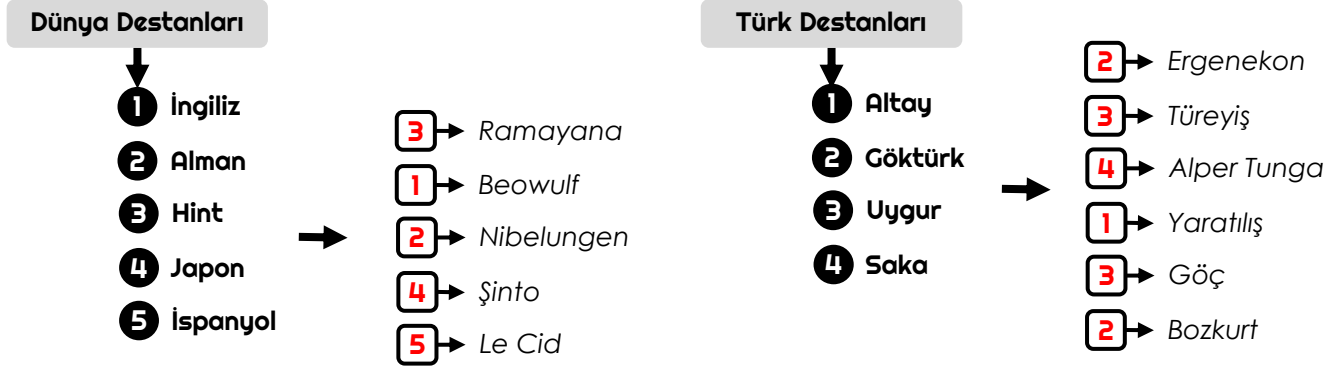 Dünya Destanları
1 İngiliz
2 Alman
3 Hint
4 Japon
5 İspanyol
3 Ramayana
1 Beowulf
2 Nibelungen
4 Şinto
5 Le Cid
Türk Destanları
1 Altay
2 Göktürk
3 Uygur
4 Saka
2 Ergenekon
3 Türeyiş
4 Alper Tunga
1 Yaratılış
3 Göç
2 Bozkurt